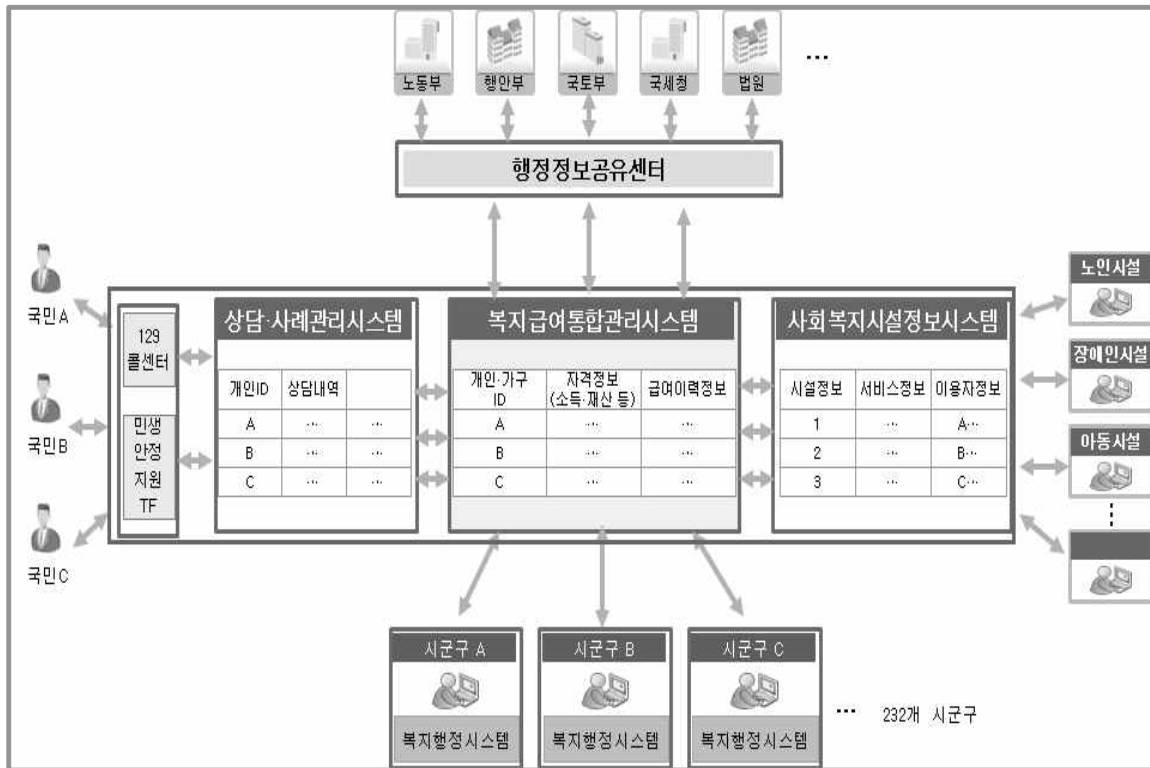 노동부 행안부 국토부 국세청 법원 …
행정정보공유센터
국민A
국민B
국민C
129
콜센터
민생
안정
지원
TF
상담·사례관리시스템
개인ID 상담내역
A … …
B … …
C … …
복지급여통합관리시스템
개인·가구 ID 자격정보 (소득·재산 등) 급여이력정보
A … …
B … …
C … …
사회복지시설정보시스템
시설정보 서비스정보 이용자정보
1 … A…
2 … B…
3 … C…
노인시설
장애인시설
아동시설
시군구 A 시군구 B 시군구 C
복지행정시스템 복지행정시스템 복지행정시스템
… 232개 시군구